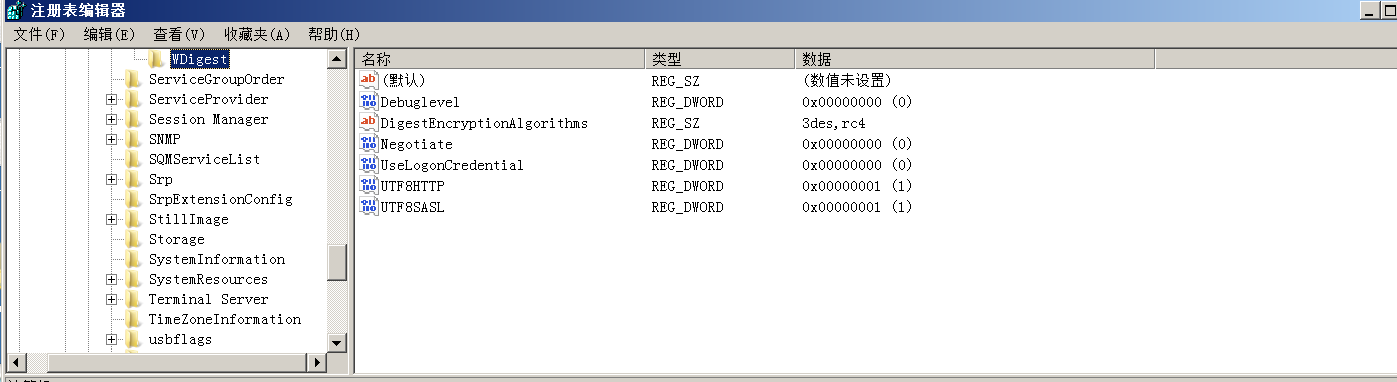 注册表编辑器
文件(F) 编辑(E) 查看(V) 收藏夹(A) 帮助(H)
WDigest
ServiceGroupOrder
ServiceProvider
Session Manager
SNMP
SQMServiceList
Srp
SrpExtensionConfig
StillImage
Storage
SystemInformation
SystemResources
Terminal Server
TimeZoneInformation
usbflags
名称 类型 数据
(默认) REG_SZ (数值未设置)
Debuglevel REG_DWORD 0x00000000 (0)
DigestEncryptionAlgorithms REG_SZ 3des,rc4
Negotiate REG_DWORD 0x00000000 (0)
UseLogonCredential REG_DWORD 0x00000000 (0)
UTF8HTTP REG_DWORD 0x00000001 (1)
UTF8SASL REG_DWORD 0x00000001 (1)